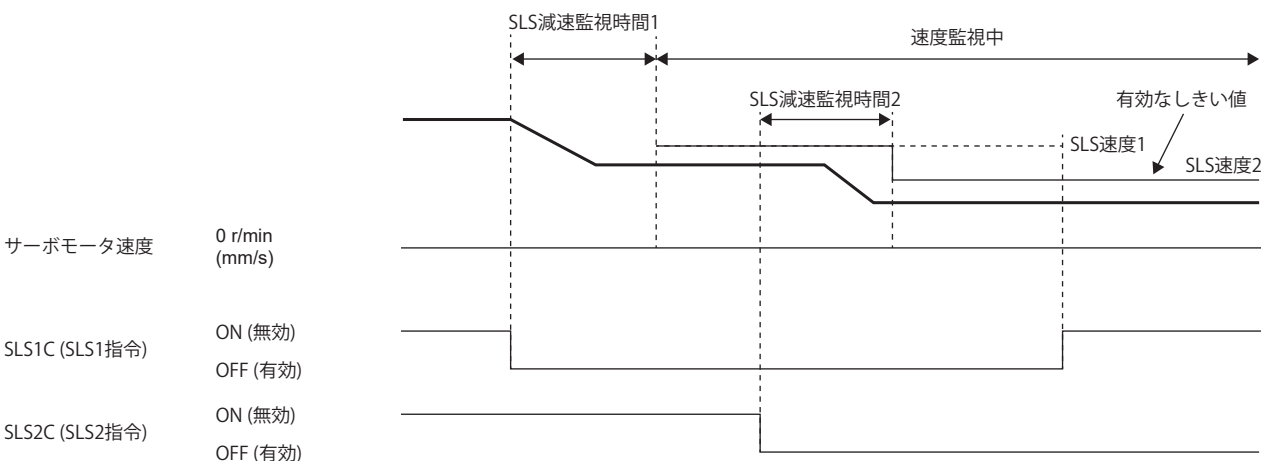 SLS減速監視時間1
速度監視中
SLS減速監視時間2
有効なしきい値
SLS速度1
SLS速度2
サーボモータ速度
0 r/min
(mm/s)
SLS1C (SLS1指令)
ON (無効)
OFF (有効)
SLS2C (SLS2指令)
ON (無効)
OFF (有効)